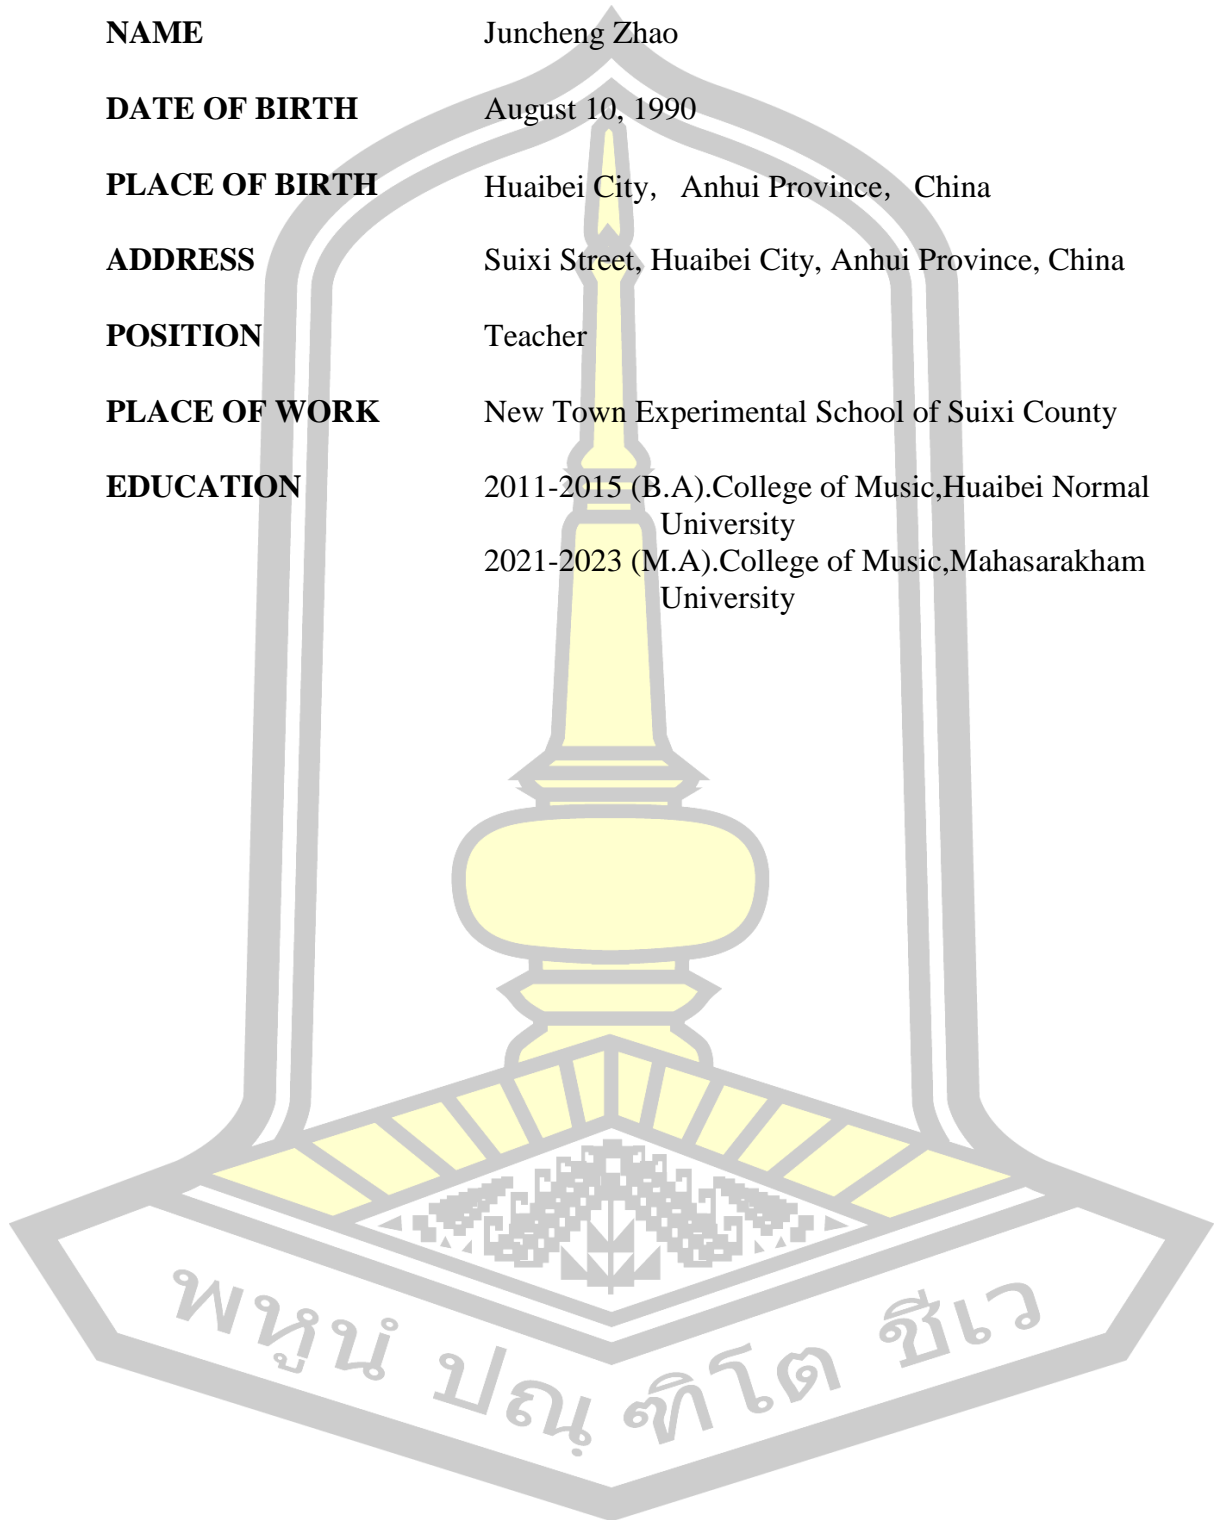 NAME Juncheng Zhao
DATE OF BIRTH August 10, 1990
PLACE OF BIRTH Huaibei City， Anhui Province， China
ADDRESS Suixi Street, Huaibei City, Anhui Province, China
POSITION Teacher
PLACE OF WORK New Town Experimental School of Suixi County
EDUCATION 2011-2015 (B.A).College of Music,Huaibei Normal
University
2021-2023 (M.A).College of Music,Mahasarakham
University
พหูนํ ปณฺฑิโต ชีเว